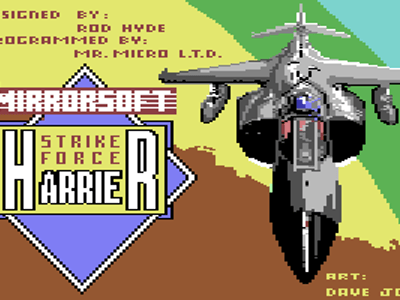 SIGNED BY:
ROD HYDE
ROGRAMMED BY:
MR.MICRO L.T.D.
MIRRORSOFT
STRIKE
FORCE
HARRIER
ART:
DAVE JO